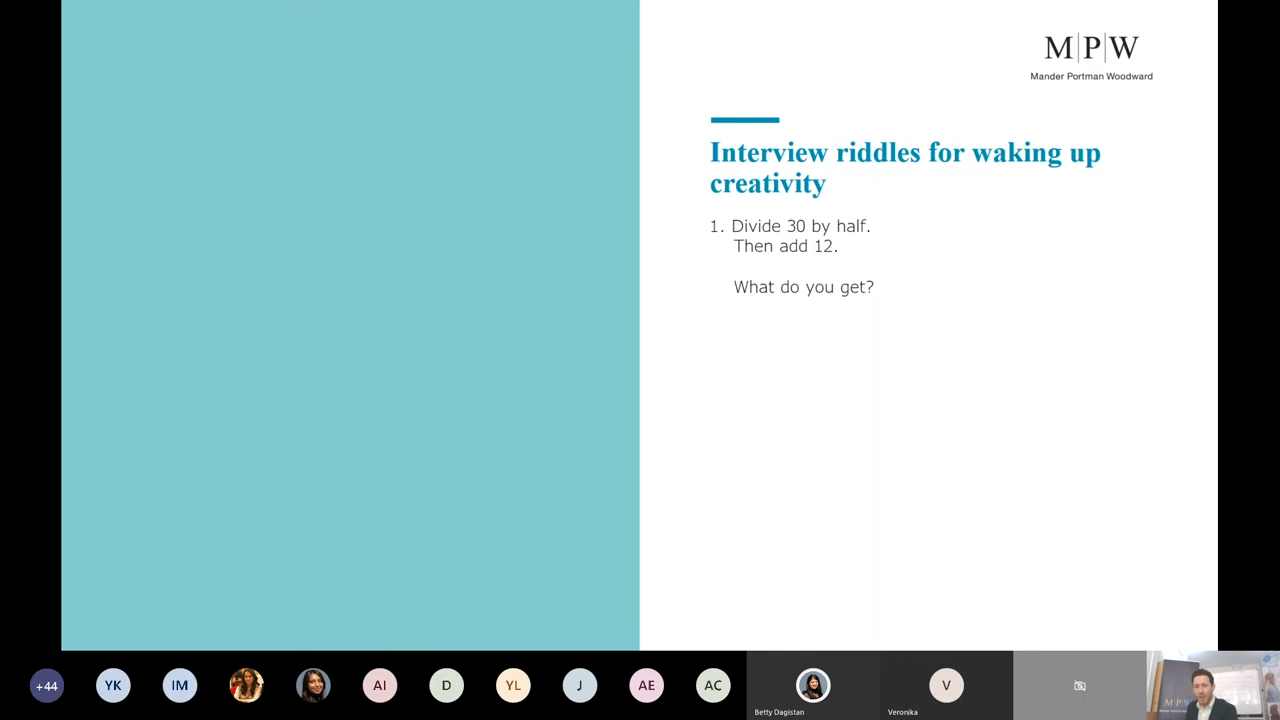 M|P|W
Mander Portman Woodward
Interview riddles for waking up
creativity
1. Divide 30 by half.
Then add 12.
What do you get?
+44
YK
IM
AI
D
YL
J
AE
AC
Betty Dagistan
V
Veronika
M|P|W